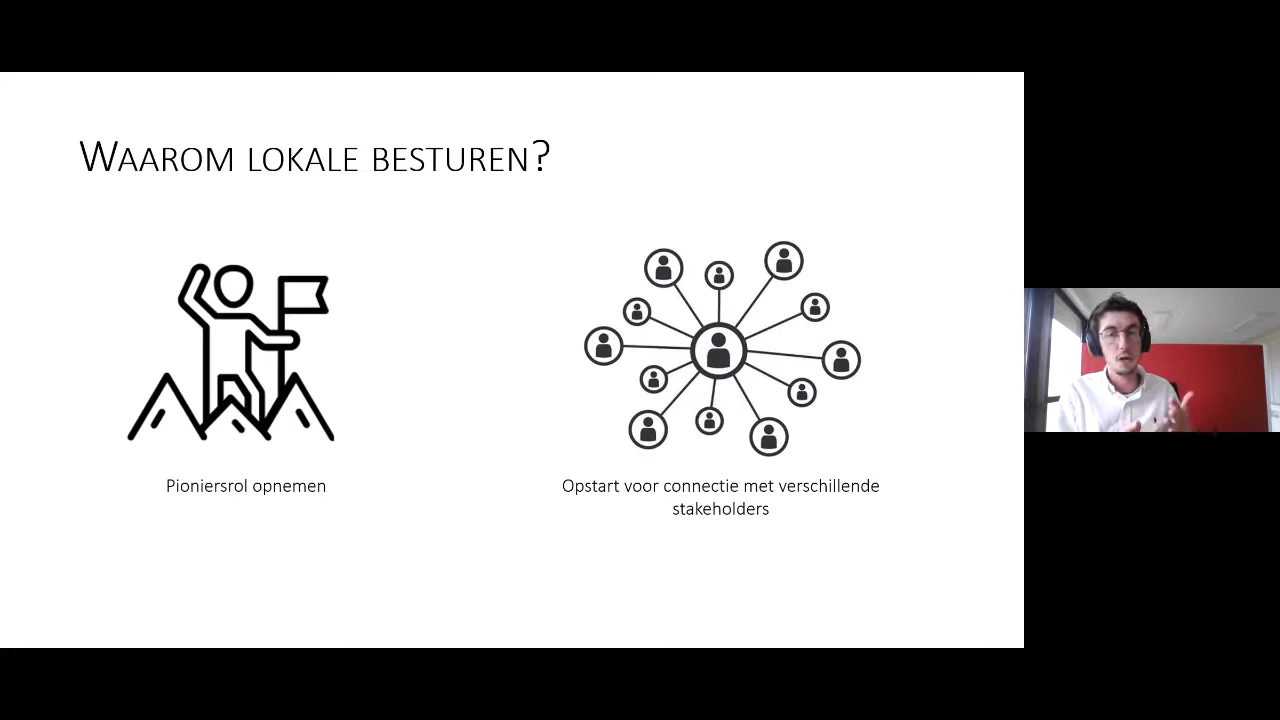 Waarom lokale besturen?
Pioniersrol opnemen
Opstart voor connectie met verschillende
stakeholders